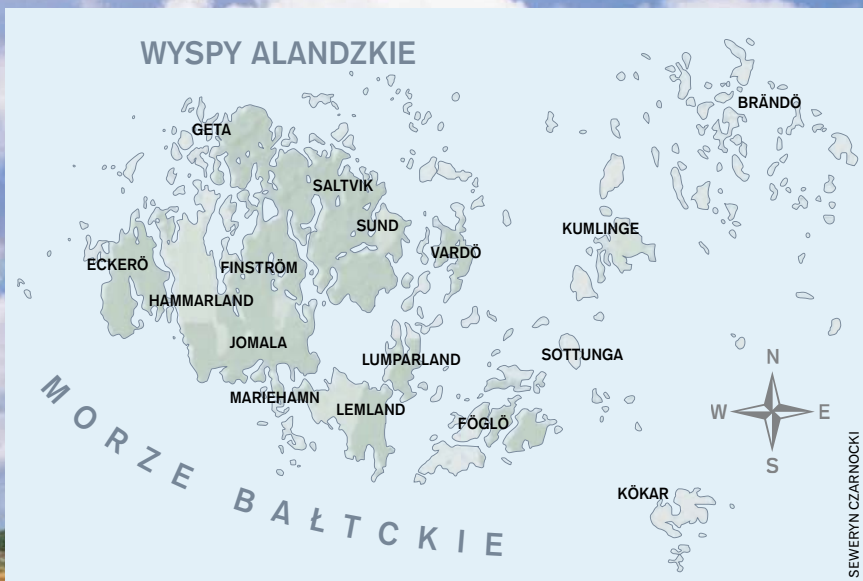 WYSPY ALANDZKIE
BRÄNDÖ
GETA
SALTVIK
SUND
KUMLINGE
VARDÖ
ECKERÖ
FINSTRÖM
HAMMARLAND
JOMALA
LUMPARLAND
SOTTUNGA
MARIEHAMN
LEMLAND
FÖGLÖ
N
W
E
S
MORZE BAŁTCKIE
KÖKAR
SEWERYN CZARNOCKI